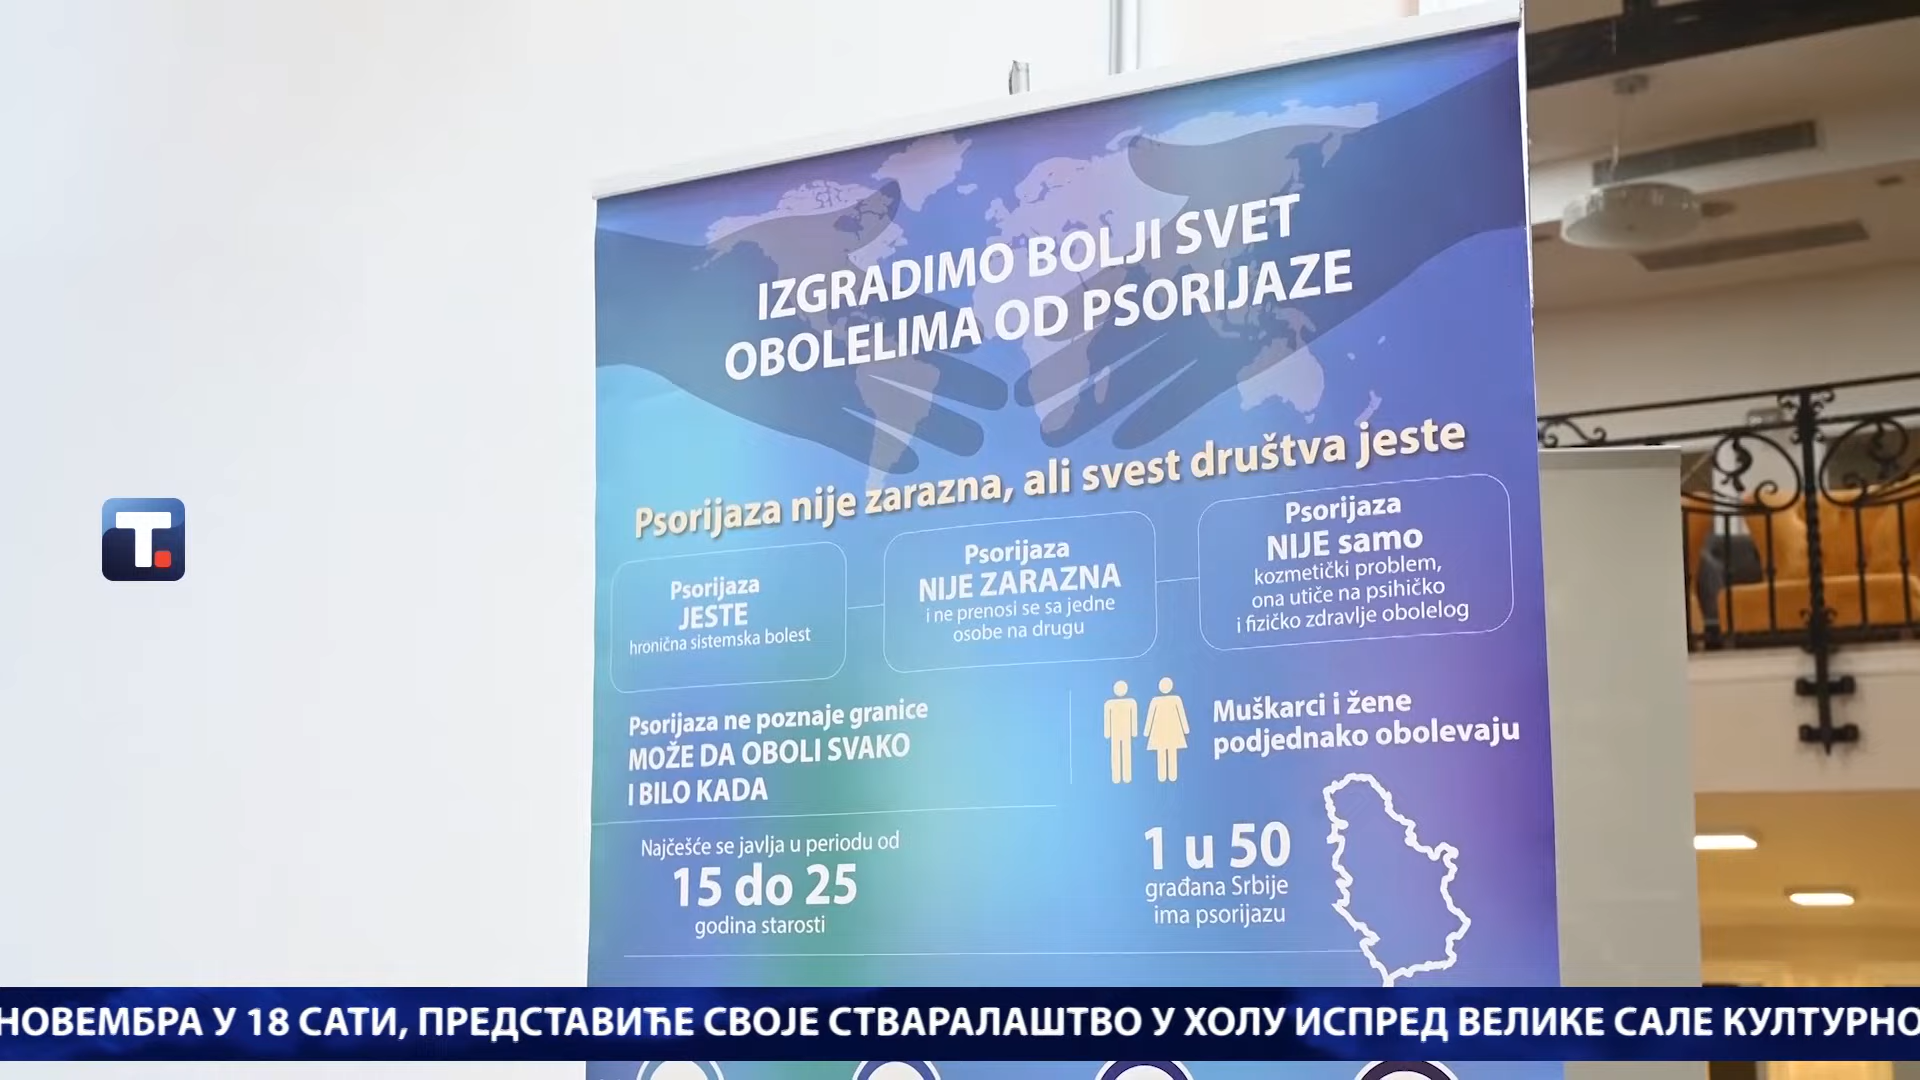 IZGRADIMO BOLJI SVET
OBOLELIMA OD PSORIJAZE
Psorijaza nije zarazna, ali svest društva jeste
Psorijaza
JESTE
hronična sistemska bolest
Psorijaza
NIJE ZARAZNA
i ne prenosi se sa jedne
osobe na drugu
Psorijaza
NIJE samo
kozmetički problem,
ona utiče na psihičko
i fizičko zdravlje obolelog
Psorijaza ne poznaje granice
MOŽE DA OBOLI SVAKO
I BILO KADA
Muškarci i žene
podjednako obolevaju
Najčešće se javlja u periodu od
15 do 25
godina starosti
1 u 50
građana Srbije
ima psorijazu
T.
НОВЕМБРА У 18 САТИ, ПРЕДСТАВИЋЕ СВОЈЕ СТВАРАЛАШТВО У ХОЛУ ИСПРЕД ВЕЛИКЕ САЛЕ КУЛТУРНО